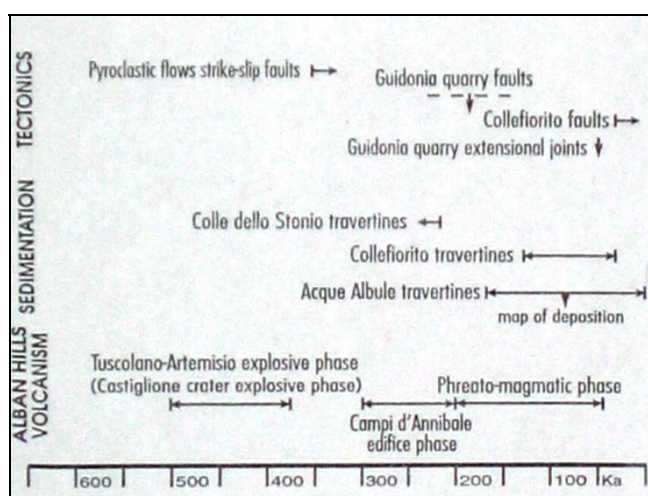 TECTONICS
Pyroclastic flows strike-slip faults
Guidonia quarry faults
Collefiorito faults
Guidonia quarry extensional joints
SEDIMENTATION
Colle dello Stonio travertines
Collefiorito travertines
Acque Albule travertines
map of deposition
ALBAN HILLS
VOLCANISM
Tuscolano-Artemisio explosive phase
(Castiglione crater explosive phase)
Phreato-magmatic phase
Campi d'Annibale
edifice phase
600 500 400 300 200 100 Ka